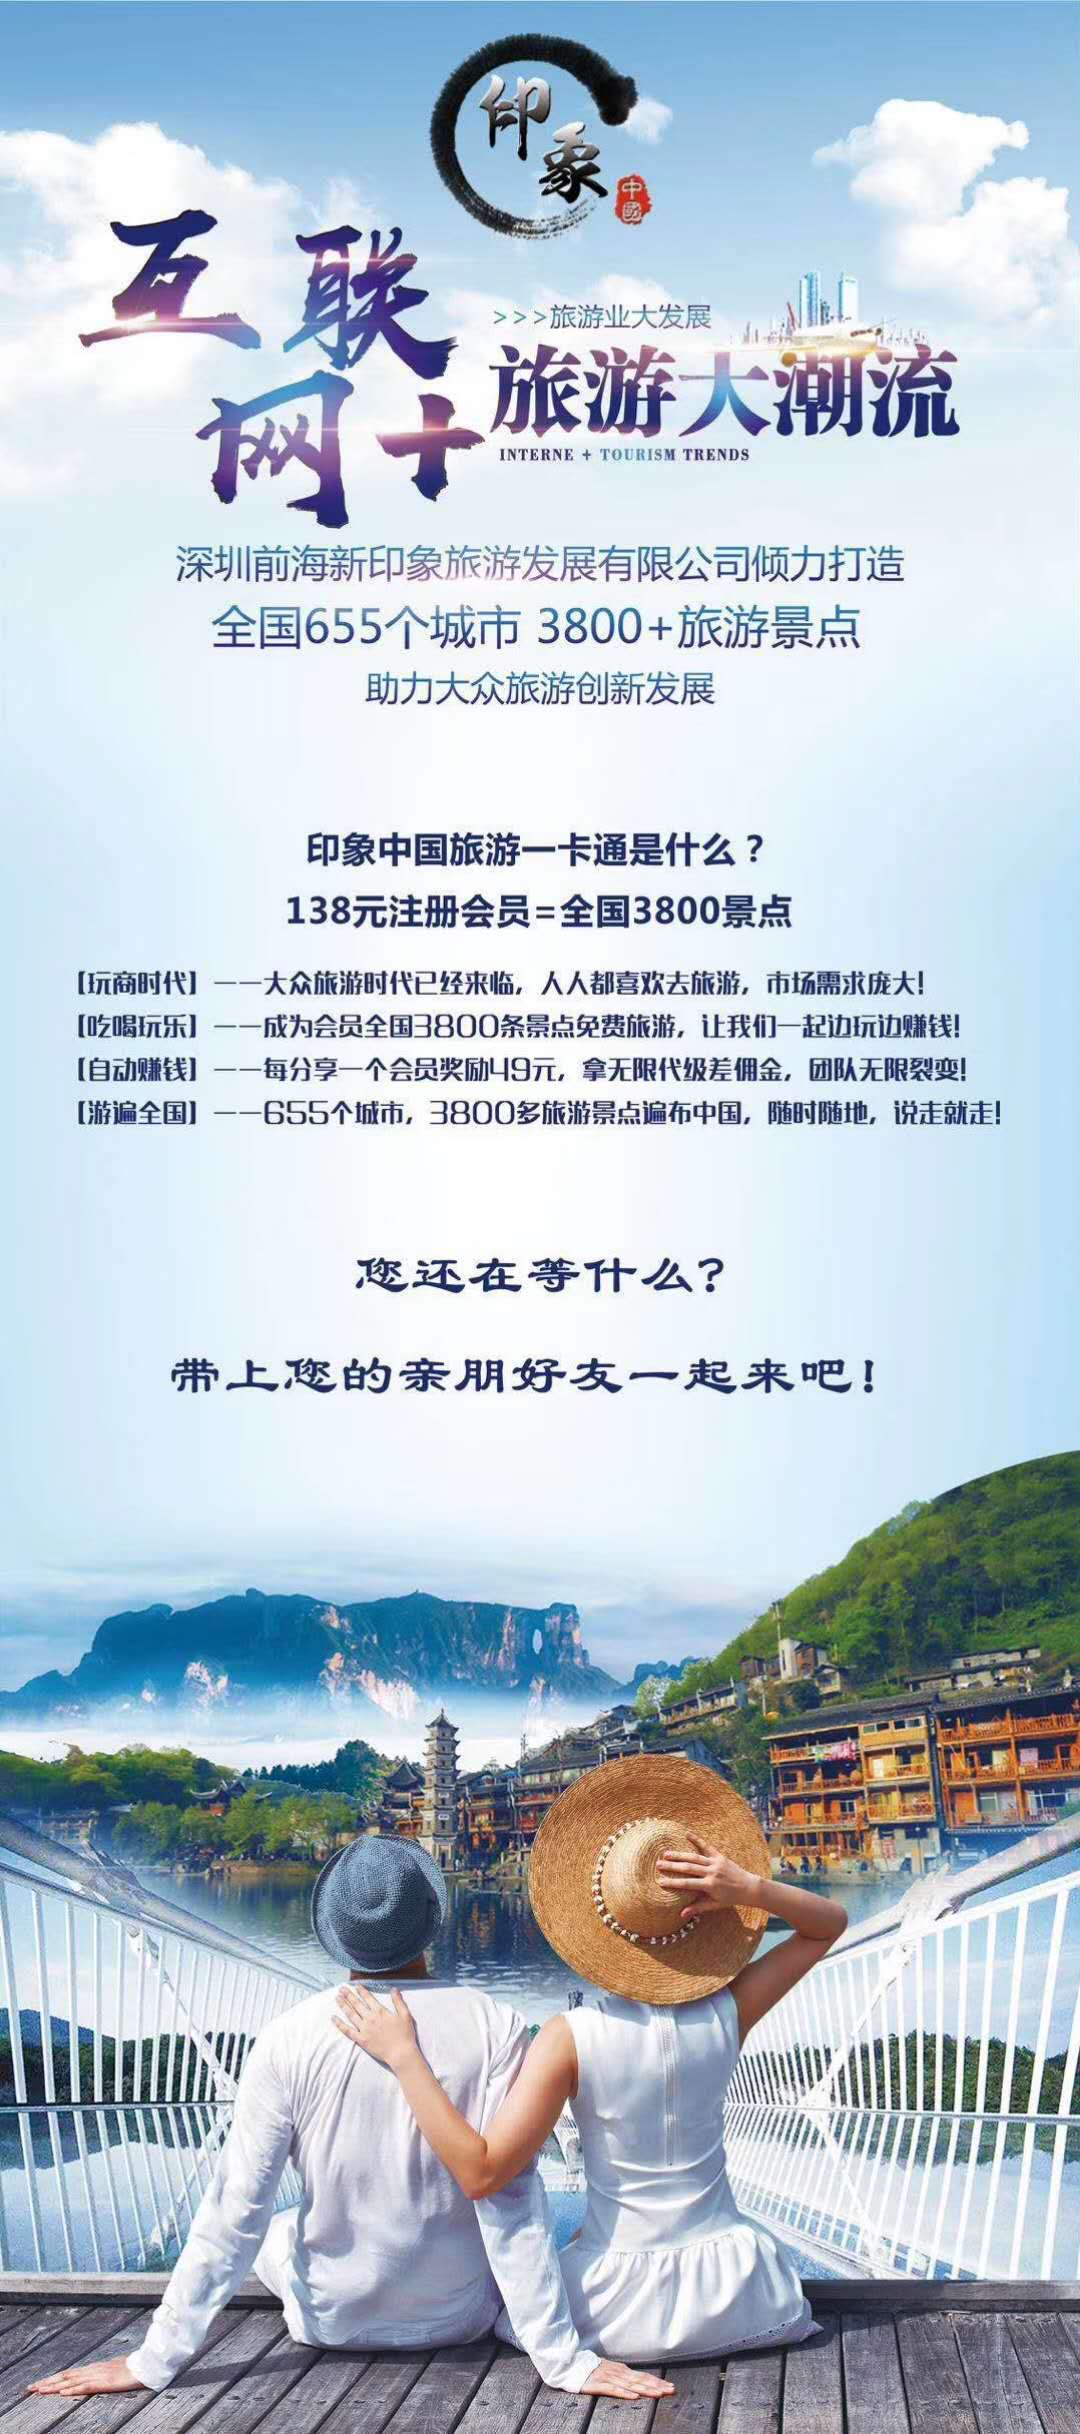 印象
中國
互联
网+
>>>旅游业大发展
旅游大潮流
INTERNE + TOURISM TRENDS
深圳前海新印象旅游发展有限公司倾力打造
全国655个城市 3800+旅游景点
助力大众旅游创新发展
印象中国旅游一卡通是什么？
138元注册会员=全国3800景点
【玩商时代】——大众旅游时代已经来临，人人都喜欢去旅游，市场需求庞大！
【吃喝玩乐】——成为会员全国3800条景点免费旅游，让我们一起边玩边赚钱！
【自动赚钱】——每分享一个会员奖励49元，拿无限代级差佣金，团队无限裂变！
【游遍全国】——655个城市，3800多旅游景点遍布中国，随时随地，说走就走！
您还在等什么？
带上您的亲朋好友一起来吧！